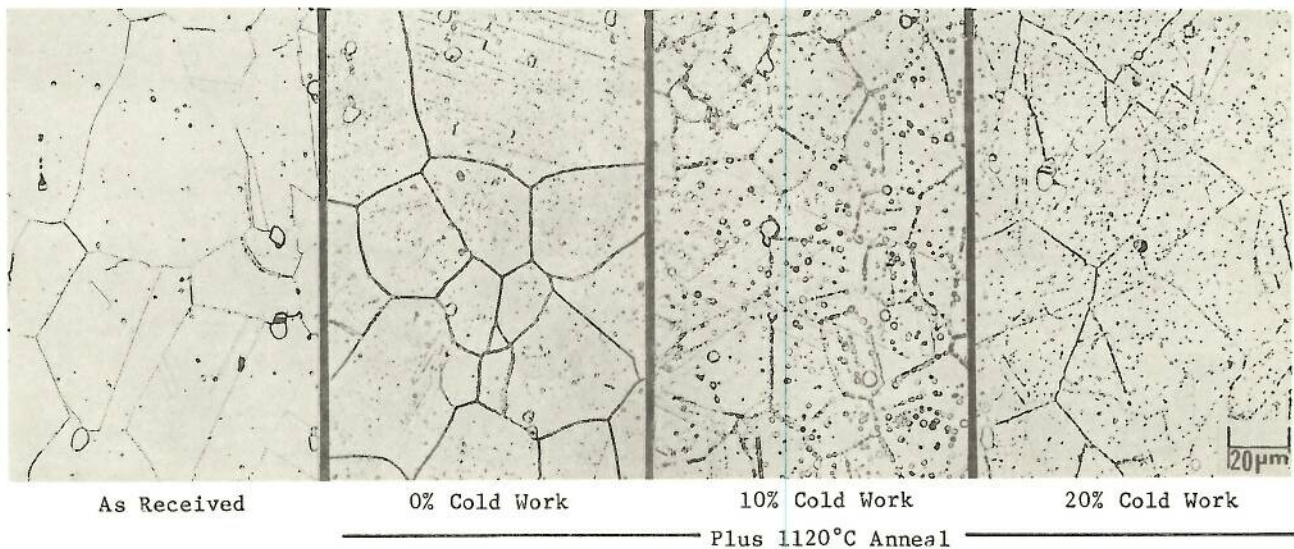 20µm
As Received 0% Cold Work 10% Cold Work 20% Cold Work
Plus 1120°C Anneal